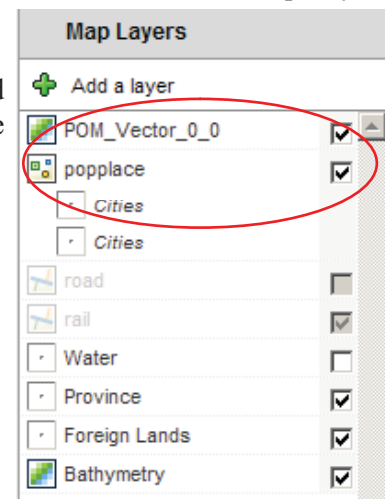 Map Layers
Add a layer
POM_Vector_0_0
popplace
Cities
Cities
road
rail
Water
Province
Foreign Lands
Bathymetry